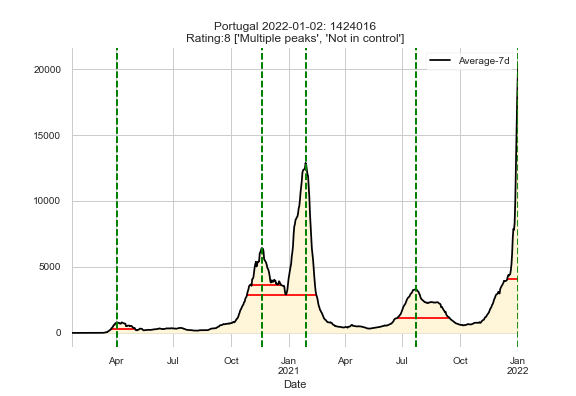 Portugal 2022-01-02: 1424016
Rating:8 ['Multiple peaks', 'Not in control']
Average-7d
20000
15000
10000
5000
0
Apr Jul Oct Jan Apr Jul Oct Jan
2021 2022
Date